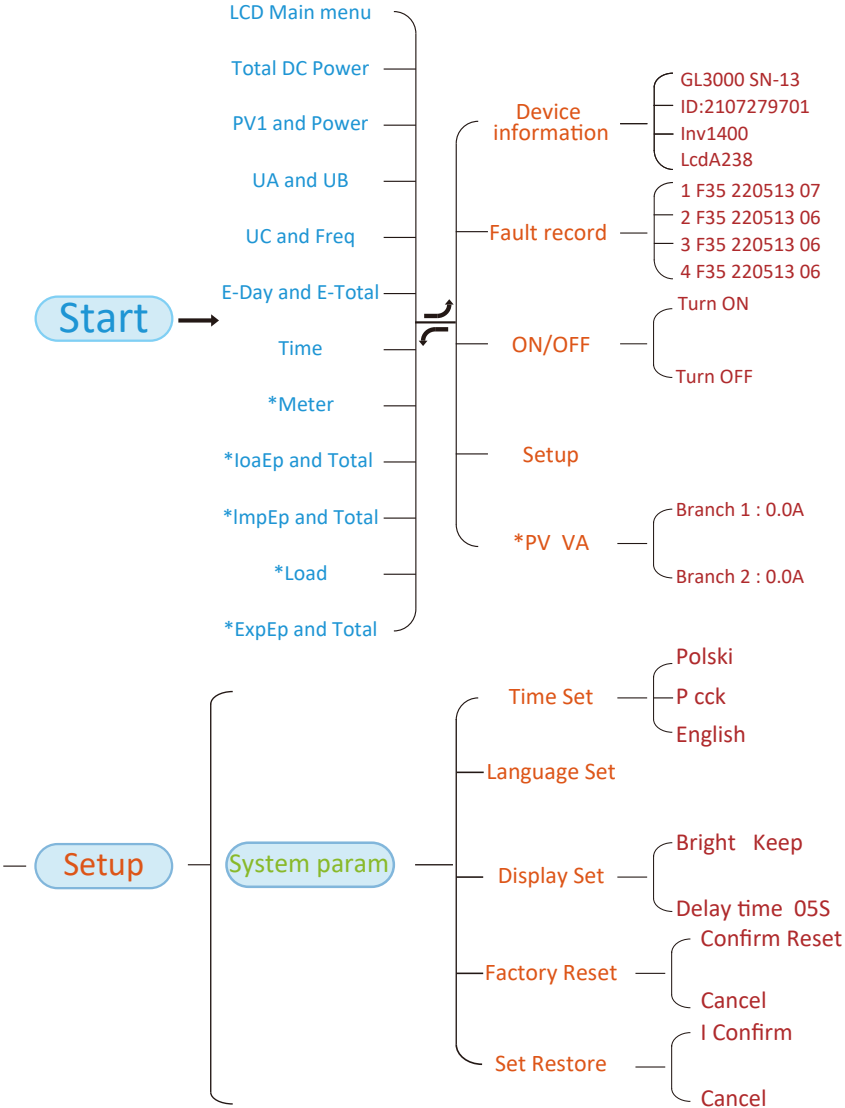 LCD Main menu
Total DC Power
PV1 and Power
UA and UB
UC and Freq
E-Day and E-Total
Start
Time
*Meter
*IoaEp and Total
*ImpEp and Total
*Load
*ExpEp and Total
Device
information
GL3000 SN-13
ID:2107279701
Inv1400
LcdA238
Fault record
1 F35 220513 07
2 F35 220513 06
3 F35 220513 06
4 F35 220513 06
ON/OFF
Turn ON
Turn OFF
Setup
*PV VA
Branch 1 : 0.0A
Branch 2 : 0.0A
Setup
System param
Time Set
Polski
P cck
English
Language Set
Display Set
Bright Keep
Delay time 05S
Factory Reset
Confirm Reset
Cancel
Set Restore
I Confirm
Cancel